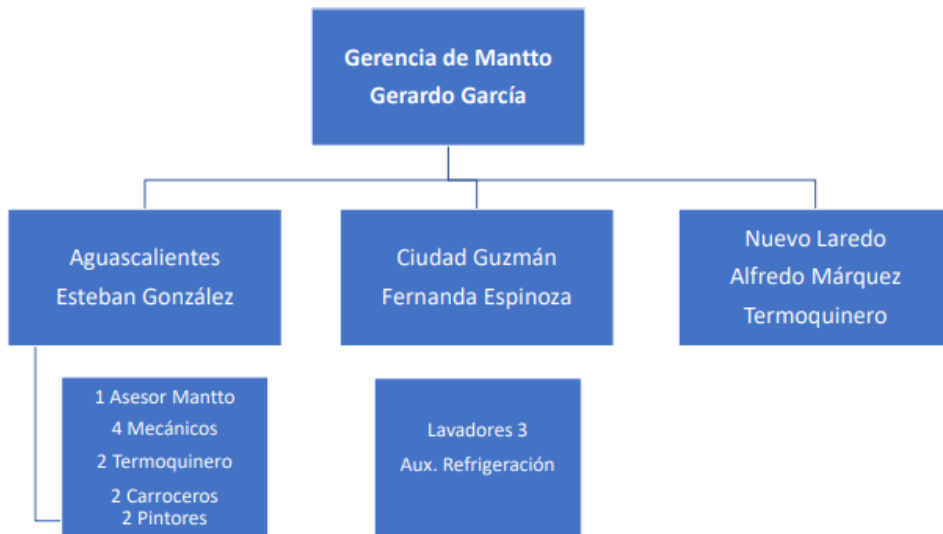 Gerencia de Mantto
Gerardo García
Aguascalientes
Esteban González
Ciudad Guzmán
Fernanda Espinoza
Nuevo Laredo
Alfredo Márquez
Termoquinero
1 Asesor Mantto
4 Mecánicos
2 Termoquinero
2 Carroceros
2 Pintores
Lavadores 3
Aux. Refrigeración